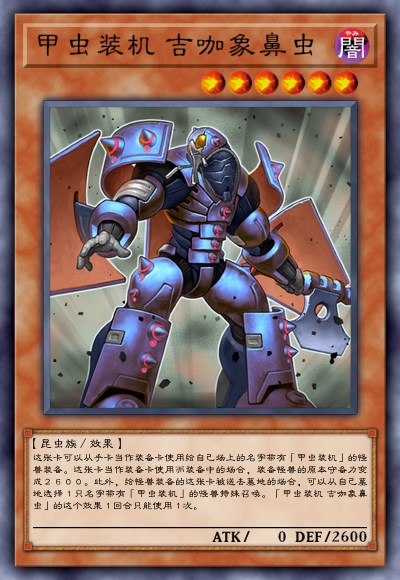 甲虫装机 吉咖象鼻虫
やみ
闇
【昆虫族/效果】
这张卡可以从手卡当作装备卡使用给自己场上的名字带有「甲虫装机」的怪
兽装备。这张卡当作装备卡使用而装备中的场合,装备怪兽的原本守备力变
成2600。此外,给怪兽装备的这张卡被送去墓地的场合,可以从自己墓
地选择1只名字带有「甲虫装机」的怪兽特殊召唤。「甲虫装机 吉咖象鼻
虫」的这个效果1回合只能使用1次。
ATK/ 0 DEF/2600